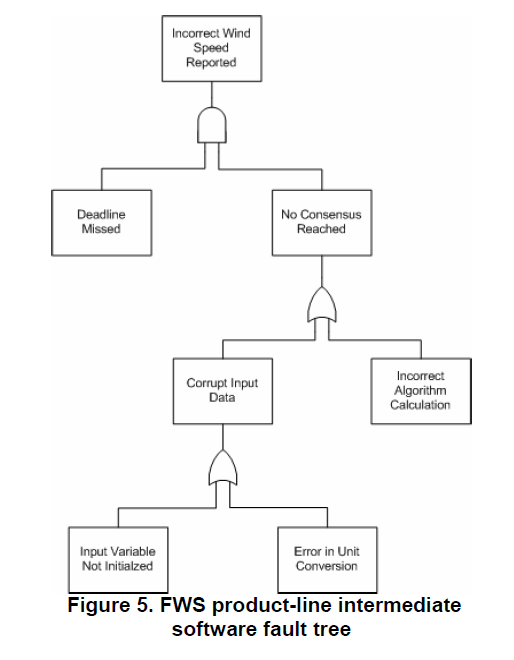 Incorrect Wind
Speed
Reported
Deadline
Missed
No Consensus
Reached
Corrupt Input
Data
Incorrect
Algorithm
Calculation
Input Variable
Not Initialzed
Error in Unit
Conversion
Figure 5. FWS product-line intermediate
software fault tree